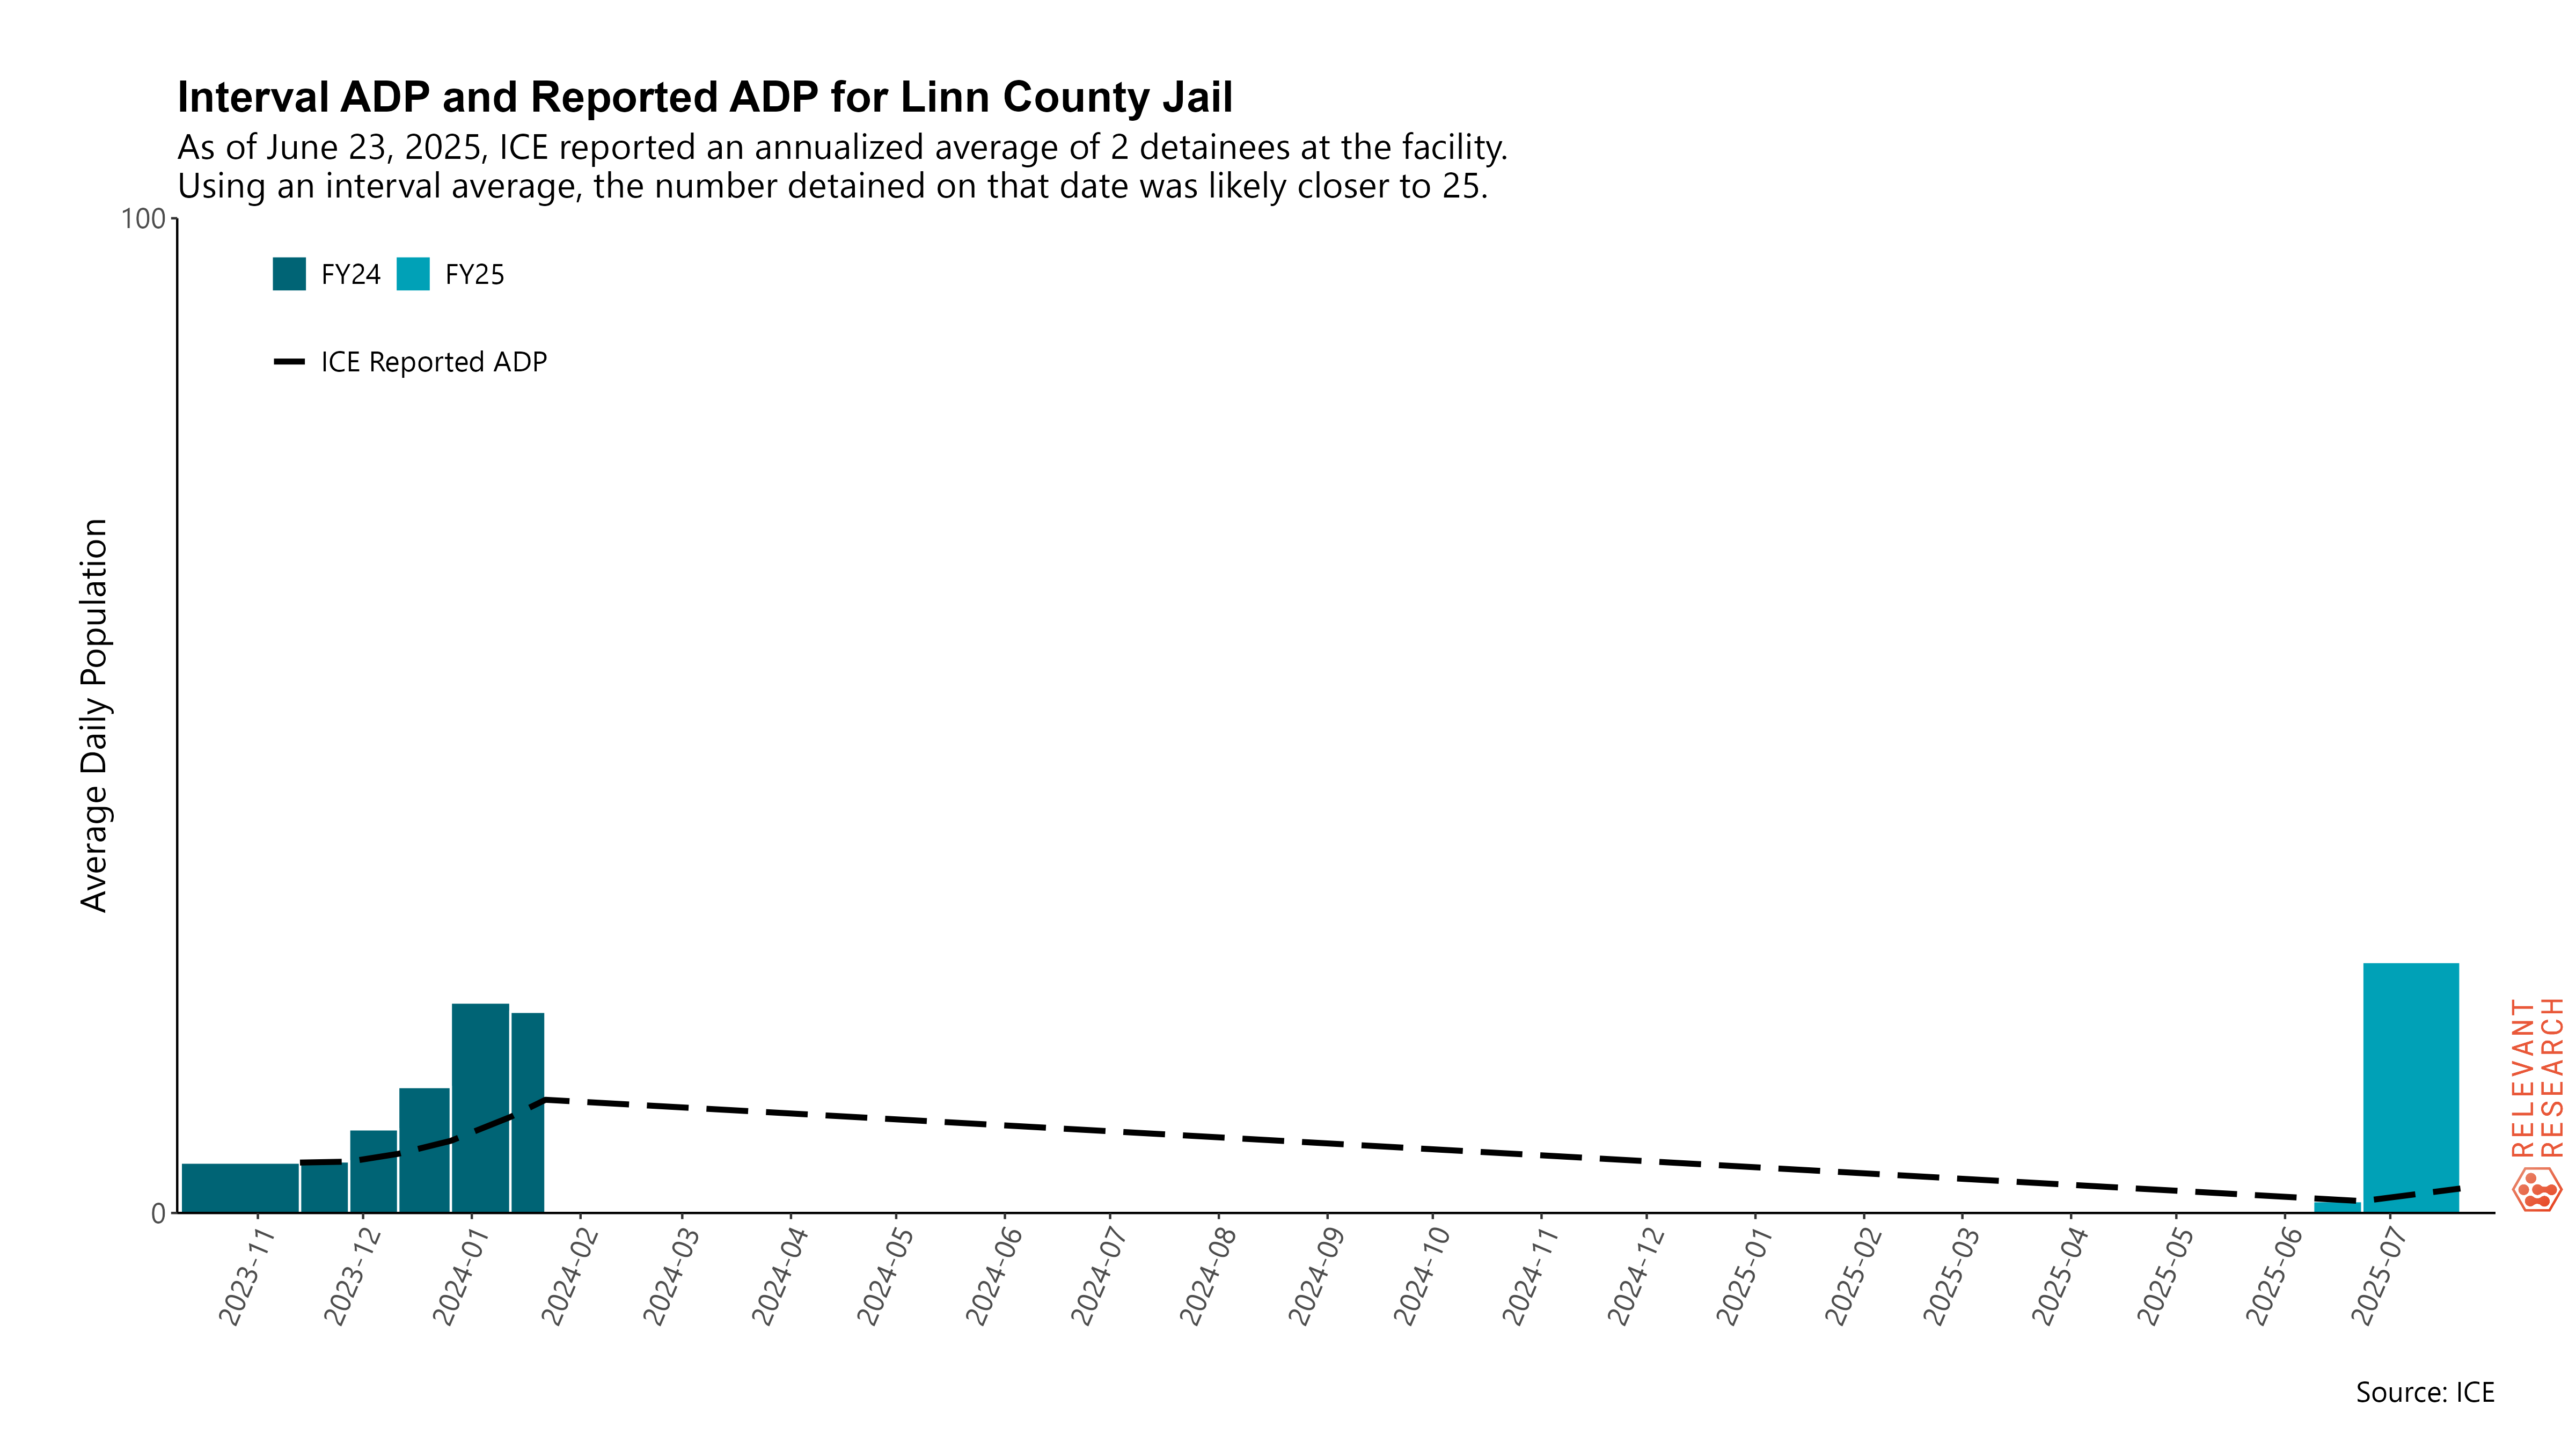 Interval ADP and Reported ADP for Linn County Jail
As of June 23, 2025, ICE reported an annualized average of 2 detainees at the facility.
Using an interval average, the number detained on that date was likely closer to 25.
100
FY24 FY25
ICE Reported ADP
Average Daily Population
0
2023-11
2023-12
2024-01
2024-02
2024-03
2024-04
2024-05
2024-06
2024-07
2024-08
2024-09
2024-10
2024-11
2024-12
2025-01
2025-02
2025-03
2025-04
2025-05
2025-06
2025-07
RELEVANT
RESEARCH
Source: ICE